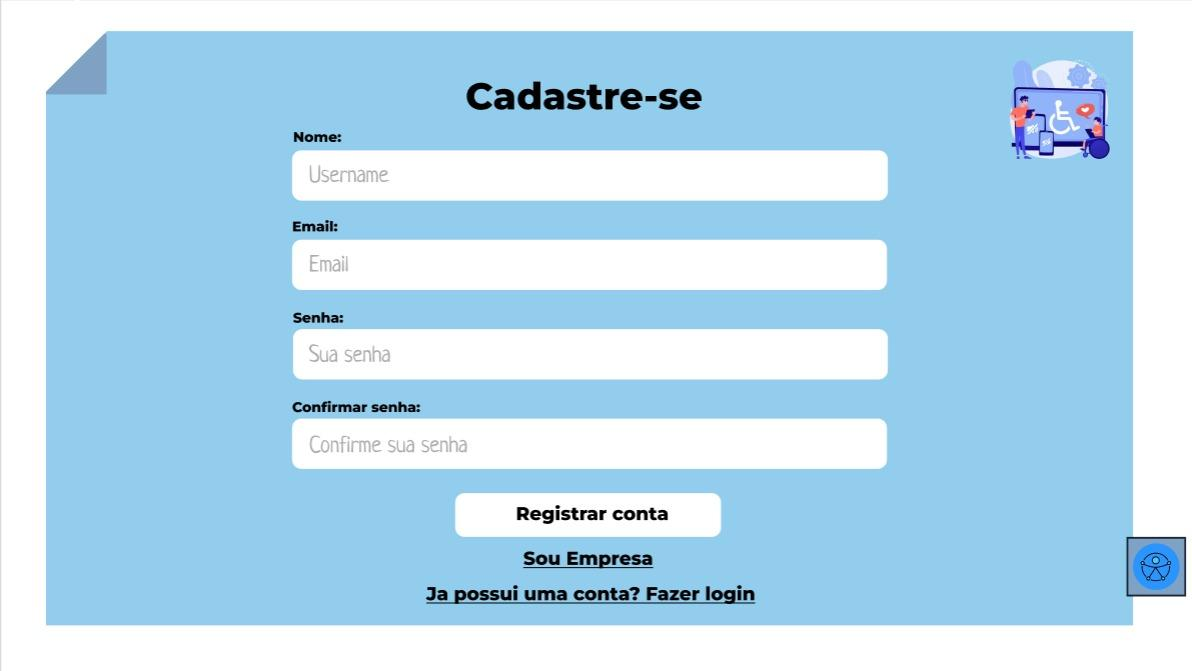 Cadastre-se
Nome:
Username
Email:
Email
Senha:
Sua senha
Confirmar senha:
Confirme sua senha
Registrar conta
Sou Empresa
Ja possui uma conta? Fazer login